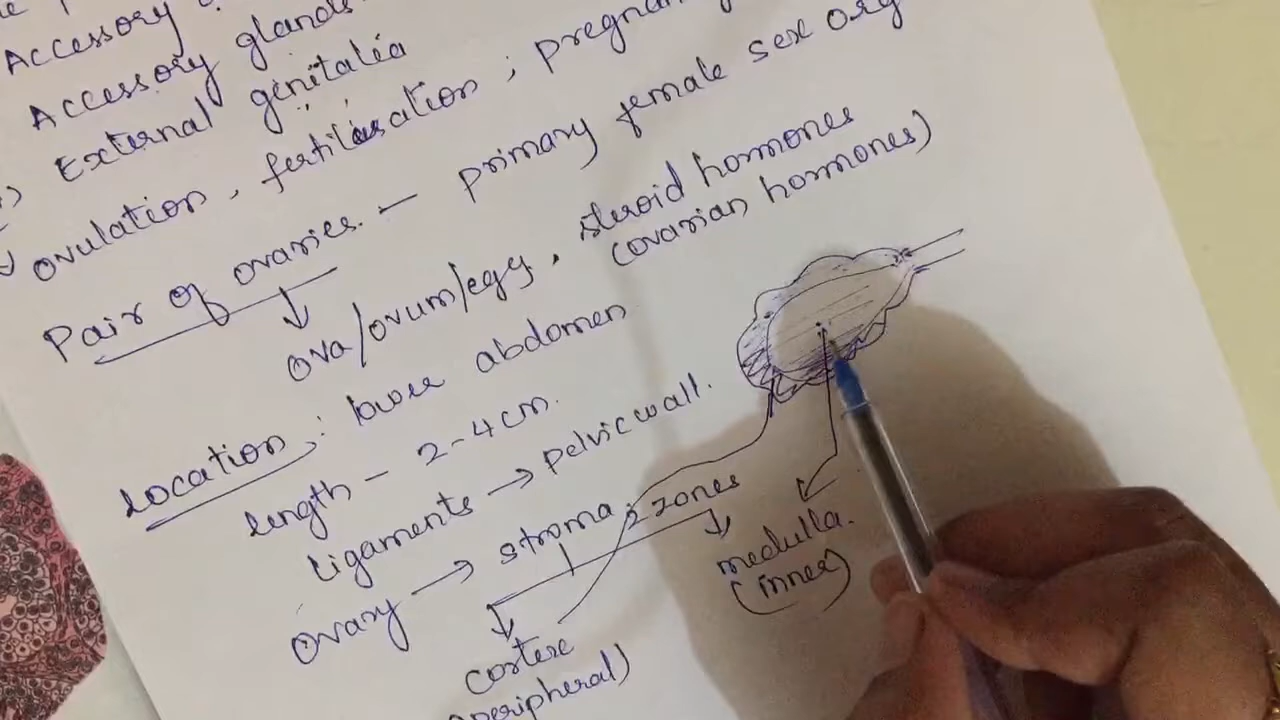 Accessory
Accessory glands
External genitalia
ovulation, fertilisation ; pregnan
Pair of ovaries. — primary female sex org
ova/ovum/egg, steroid hormones
(ovarian hormones)
Location : lower abdomen
length – 2-4 cm.
ligaments → pelvic wall.
ovary → stroma ; 2 zones
cortex
(peripheral)
medulla.
(inner)